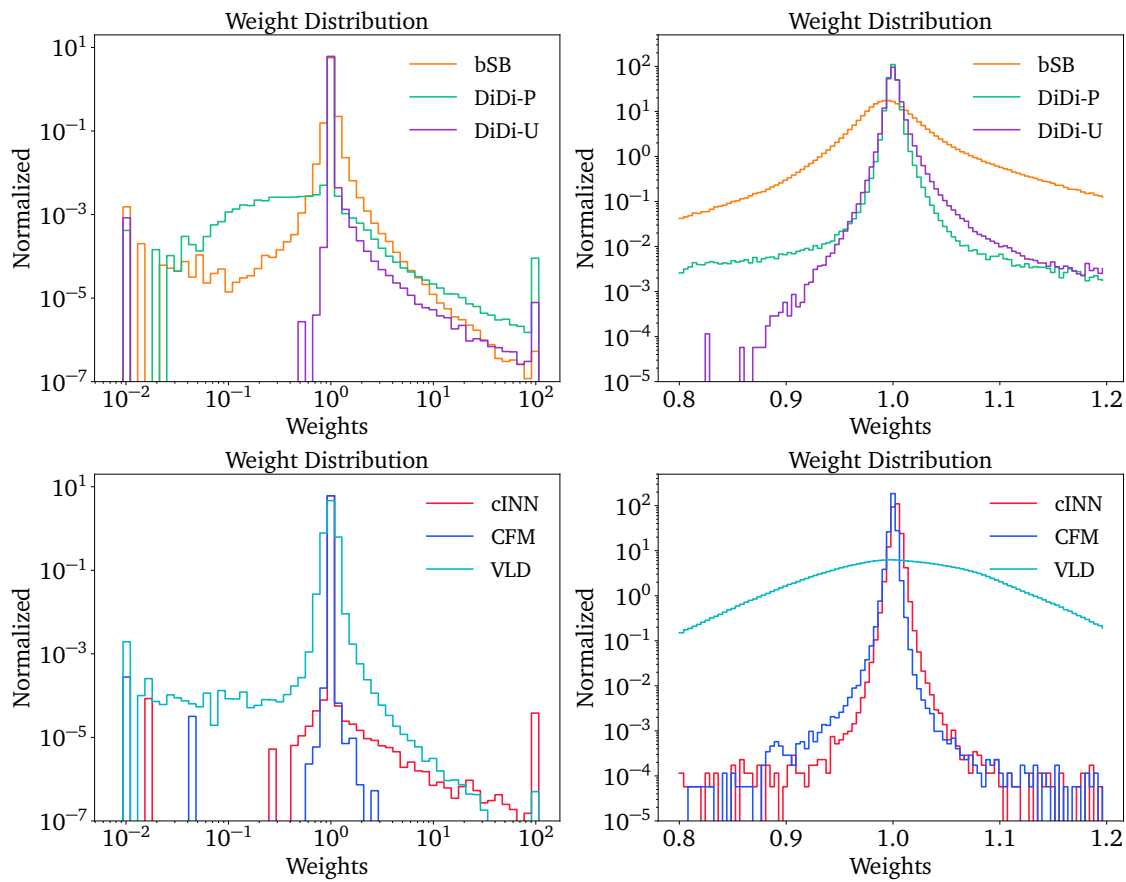 Weight Distribution
Normalized
10^1
10^-1
10^-3
10^-5
10^-7
bSB
DiDi-P
DiDi-U
10^-2
10^-1
10^0
10^1
10^2
Weights
Weight Distribution
Normalized
10^2
10^1
10^0
10^-1
10^-2
10^-3
10^-4
10^-5
bSB
DiDi-P
DiDi-U
0.8
0.9
1.0
1.1
1.2
Weights
Weight Distribution
Normalized
10^1
10^-1
10^-3
10^-5
10^-7
cINN
CFM
VLD
10^-2
10^-1
10^0
10^1
10^2
Weights
Weight Distribution
Normalized
10^2
10^1
10^0
10^-1
10^-2
10^-3
10^-4
10^-5
cINN
CFM
VLD
0.8
0.9
1.0
1.1
1.2
Weights